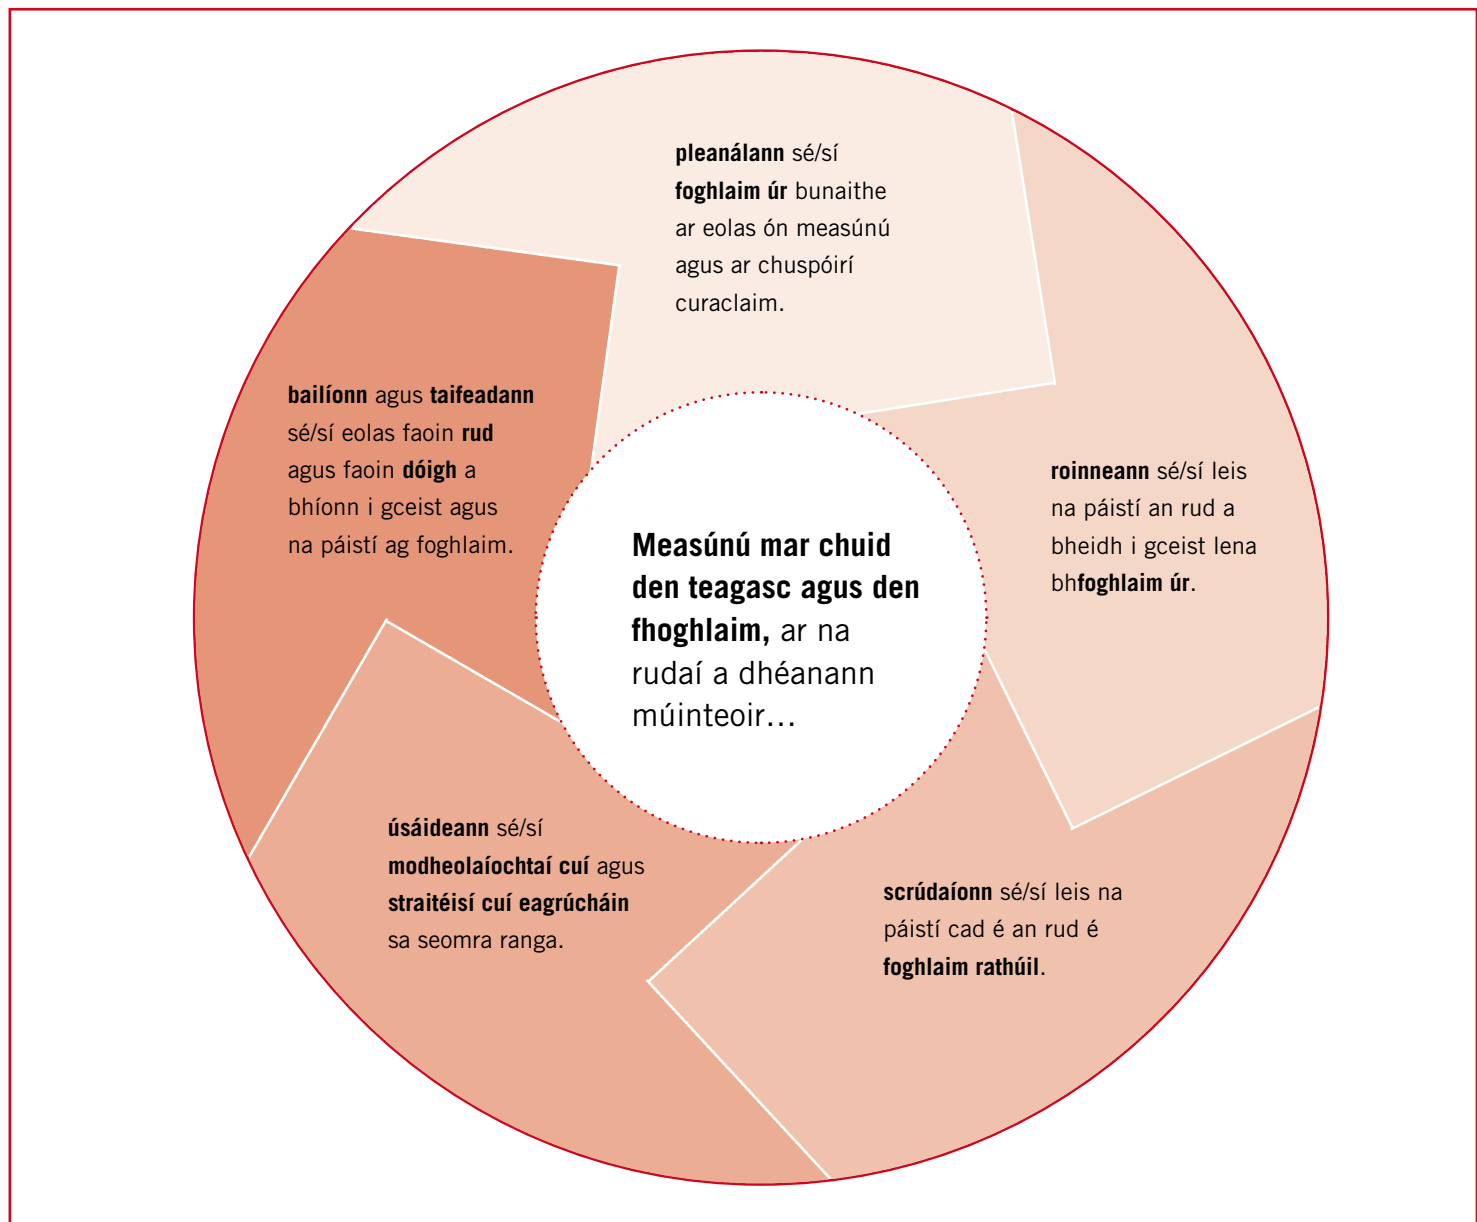 pleanálann sé/sí
foghlaim úr bunaithe
ar eolas ón measúnú
agus ar chuspóirí
curaclaim.
roinneann sé/sí leis
na páistí an rud a
bheidh i gceist lena
bhfoghlaim úr.
scrúdaíonn sé/sí leis na
páistí cad é an rud é
foghlaim rathúil.
úsáideann sé/sí
modheolaíochtaí cuí agus
straitéisí cuí eagrúcháin
sa seomra ranga.
bailíonn agus taifeadann
sé/sí eolas faoin rud
agus faoin dóigh a
bhíonn i gceist agus
na páistí ag foghlaim.
Measúnú mar chuid
den teagasc agus den
fhoghlaim, ar na
rudaí a dhéanann
múinteoir...